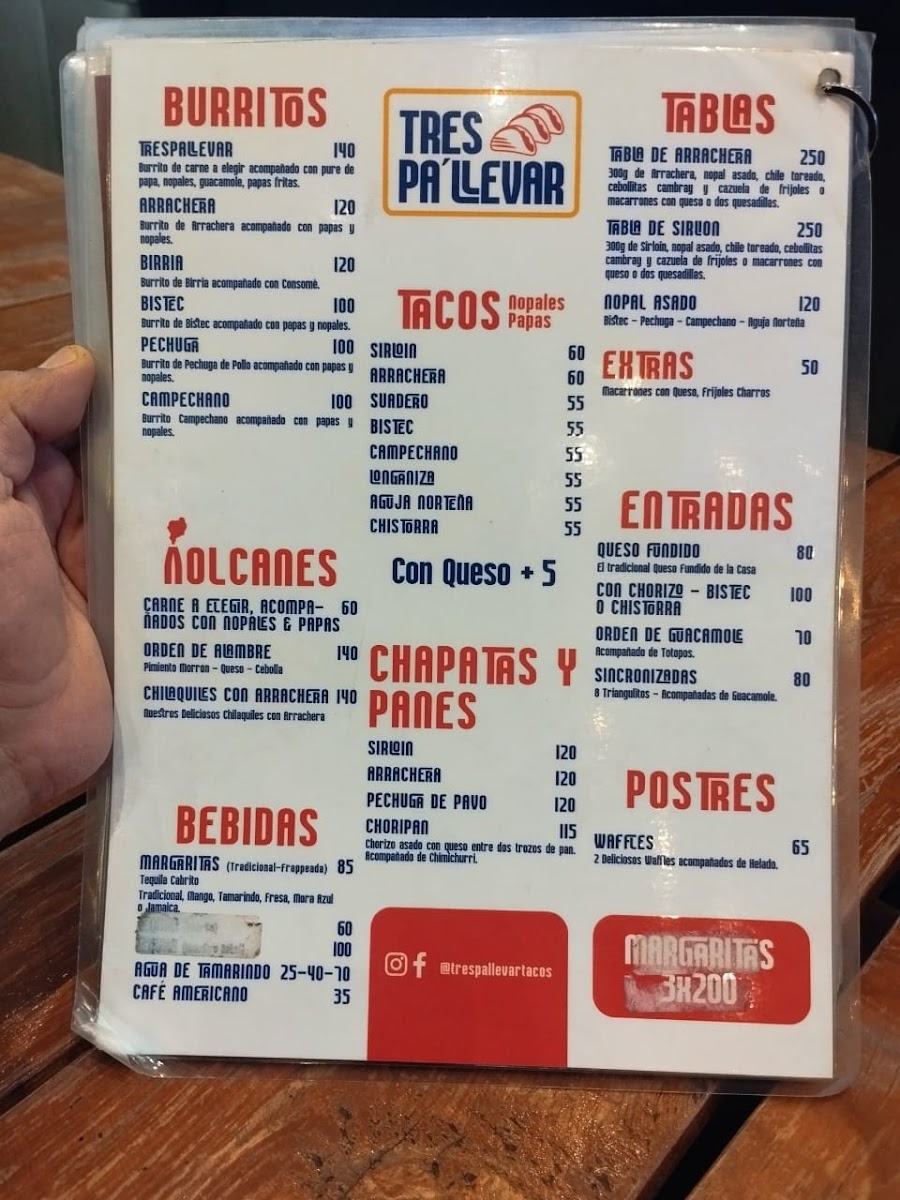 BURRITOS
TRESPALLEVAR 140
Burrito de carne a elegir acompañado con pure de
papa, nopales, guacamole, papas fritas.
ARRACHERA 120
Burrito de Arrachera acompañado con papas y
nopales.
BIRRIA 120
Burrito de Birria acompañado con Consomé.
BISTEC 100
Burrito de Bistec acompañado con papas y nopales.
PECHUGA 100
Burrito de Pechuga de Pollo acompañado con papas y
nopales.
CAMPECHANO 100
Burrito Campechano acompañado con papas y
nopales.
VOLCANES
CARNE A ELEGIR, ACOMPA- 60
ÑADOS CON NOPALES & PAPAS
ORDEN DE ALAMBRE 140
Pimiento Morron - Queso - Cebolla
CHILAQUILES CON ARRACHERA 140
Nuestros Deliciosos Chilaquiles con Arrachera
BEBIDAS
MARGARITAS (Tradicional-Frappeada) 85
Tequila Cabrito
Tradicional, Mango, Tamarindo, Fresa, Mora Azul
o Jamaica.
60
100
AGUA DE TAMARINDO 25-40-70
CAFÉ AMERICANO 35
TRES
PA'LLEVAR
TACOS Nopales
Papas
SIRLOIN 60
ARRACHERA 60
SUADERO 55
BISTEC 55
CAMPECHANO 55
LONGANIZA 55
AGUJA NORTEÑA 55
CHISTORRA 55
Con Queso + 5
CHAPATAS Y
PANES
SIRLOIN 120
ARRACHERA 120
PECHUGA DE PAVO 120
CHORIPAN 115
Chorizo asado con queso entre dos trozos de pan.
Acompañado de Chimichurri.
@trespallevartacos
TABLAS
TABLA DE ARRACHERA 250
300g de Arrachera, nopal asado, chile toreado,
cebollitas cambray y cazuela de frijoles o
macarrones con queso o dos quesadillas.
TABLA DE SIRLION 250
300g de Sirloin, nopal asado, chile toreado, cebollitas
cambray y cazuela de frijoles o macarrones con
queso o dos quesadillas.
NOPAL ASADO 120
Bistec - Pechuga - Campechano - Aguja Norteña
EXTRAS 50
Macarrones con Queso, Frijoles Charros
ENTRADAS
QUESO FUNDIDO 80
El tradicional Queso Fundido de la Casa
CON CHORIZO - BISTEC 100
O CHISTORRA
ORDEN DE GUACAMOLE 70
Acompañado de Totopos.
SINCRONIZADAS 80
8 Triangulitos - Acompañadas de Guacamole.
POSTRES
WAFFLES 65
2 Deliciosos Waffles acompañados de Helado.
MARGARITAS
3X200